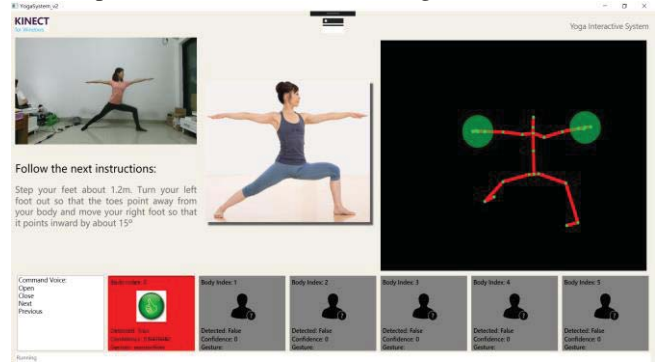 YogaSystem_v2
KINECT
for Windows
Yoga Interactive System
Follow the next instructions:
Step your feet about 1.2m. Turn your left
foot out so that the toes point away from
your body and move your right foot so that
it points inward by about 15º
Command Voice:
Open
Close
Next
Previous
Body Index: 0
Detected: True
Confidence:
Gesture:
Body Index: 1
Detected: False
Confidence: 0
Gesture:
Body Index: 2
Detected: False
Confidence: 0
Gesture:
Body Index: 3
Detected: False
Confidence: 0
Gesture:
Body Index: 4
Detected: False
Confidence: 0
Gesture:
Body Index: 5
Detected: False
Confidence: 0
Gesture:
Running